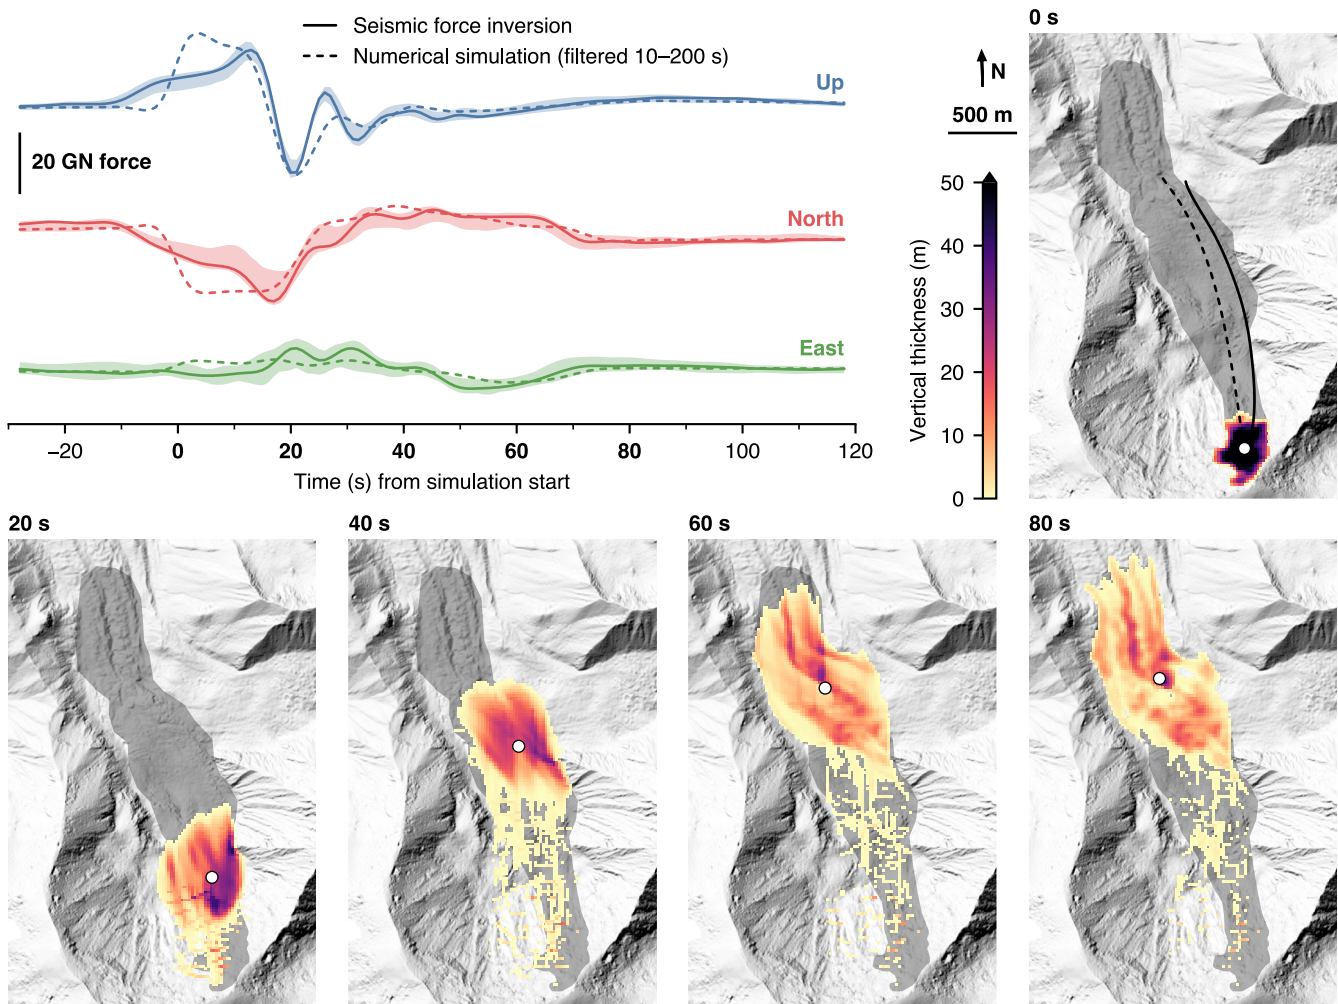 Seismic force inversion
Numerical simulation (filtered 10–200 s)
Up
20 GN force
North
East
−20 0 20 40 60 80 100 120
Time (s) from simulation start
0 s
N
500 m
50
40
30
20
10
0
Vertical thickness (m)
20 s
40 s
60 s
80 s